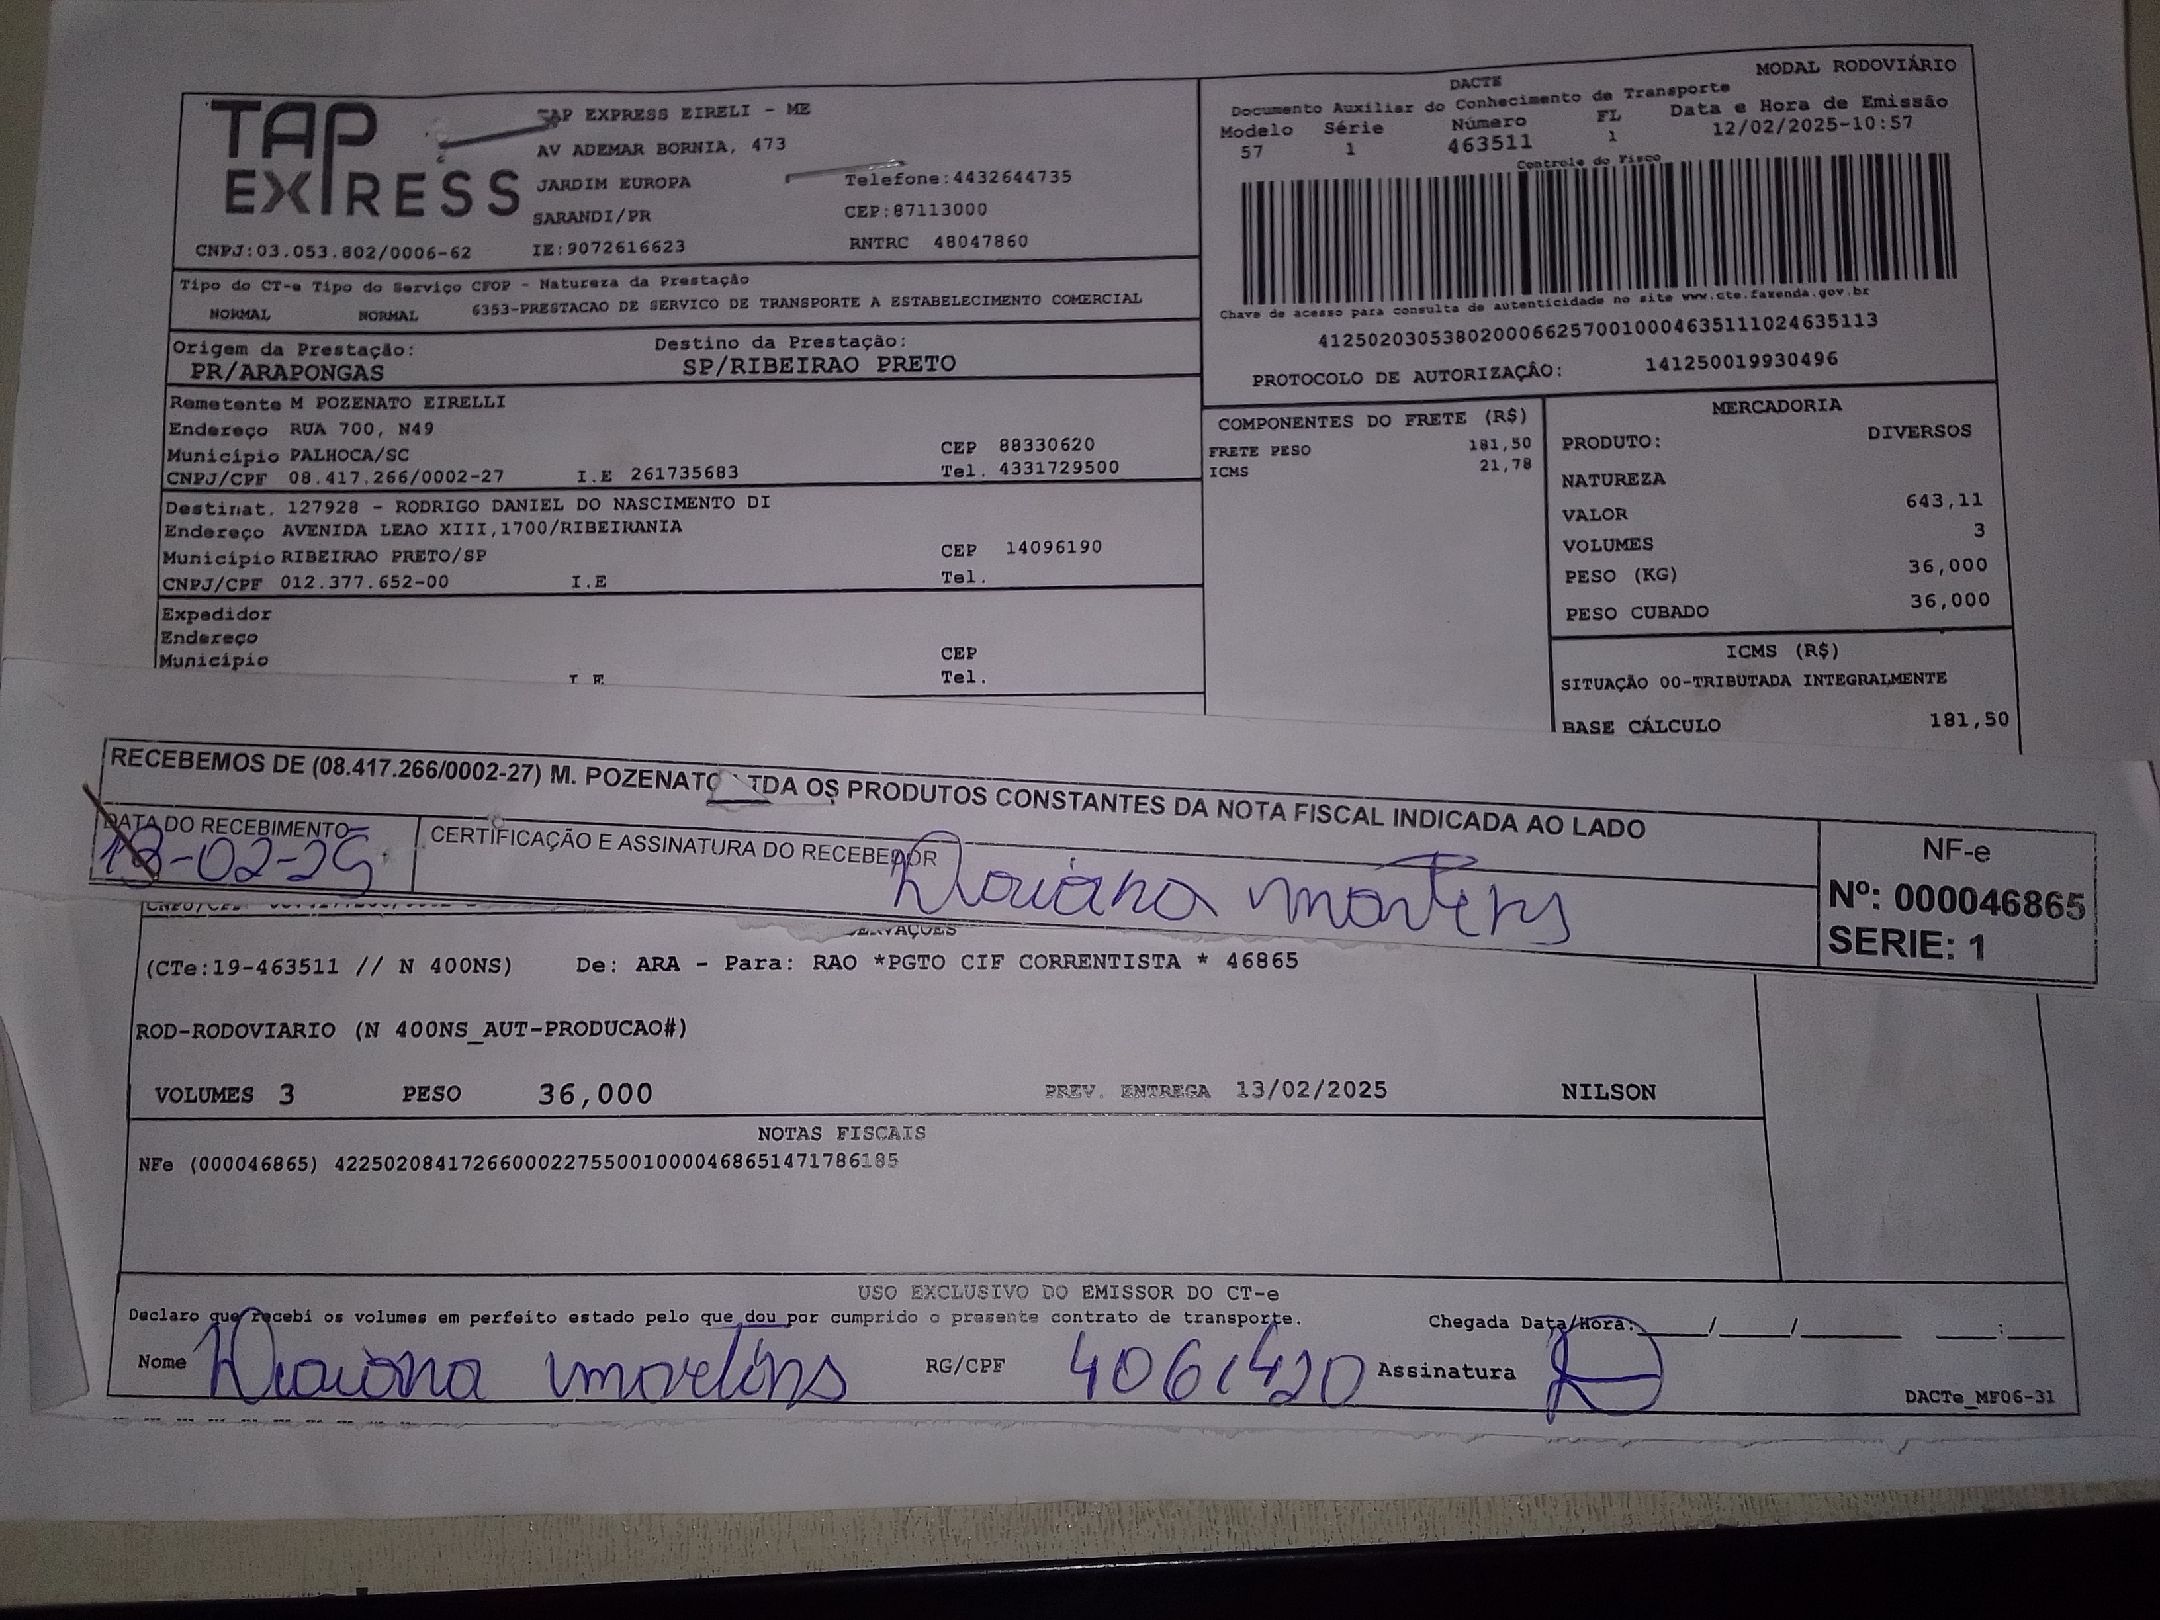 TAP EXPRESS
TAP EXPRESS EIRELI - ME
AV ADEMAR BORNIA, 473
JARDIM EUROPA
Telefone:4432644735
SARANDI/PR
CEP:87113000
CNPJ:03.053.802/0006-62
IE:9072616623
RNTRC 48047860
DACTE
MODAL RODOVIÁRIO
Documento Auxiliar do Conhecimento de Transporte
Modelo Série Número FL Data e Hora de Emissão
57 1 463511 1 12/02/2025-10:57
Controle do Fisco
Chave de acesso para consulta de autenticidade no site www.cte.fazenda.gov.br
41250203053802000662570010004635111024635113
PROTOCOLO DE AUTORIZAÇÃO: 141250019930496
Tipo do CT-e Tipo do Serviço CFOP - Natureza da Prestação
NORMAL NORMAL 6353-PRESTACAO DE SERVICO DE TRANSPORTE A ESTABELECIMENTO COMERCIAL
Origem da Prestação: Destino da Prestação:
PR/ARAPONGAS SP/RIBEIRAO PRETO
Remetente M POZENATO EIRELLI
Endereço RUA 700, N49
Município PALHOCA/SC CEP 88330620
CNPJ/CPF 08.417.266/0002-27 I.E 261735683 Tel. 4331729500
Destinat. 127928 - RODRIGO DANIEL DO NASCIMENTO DI
Endereço AVENIDA LEAO XIII,1700/RIBEIRANIA
Município RIBEIRAO PRETO/SP CEP 14096190
CNPJ/CPF 012.377.652-00 I.E Tel.
Expedidor
Endereço
Município CEP
I E Tel.
COMPONENTES DO FRETE (R$)
FRETE PESO 181,50
ICMS 21,78
MERCADORIA
PRODUTO: DIVERSOS
NATUREZA
VALOR 643,11
VOLUMES 3
PESO (KG) 36,000
PESO CUBADO 36,000
ICMS (R$)
SITUAÇÃO 00-TRIBUTADA INTEGRALMENTE
BASE CÁLCULO 181,50
RECEBEMOS DE (08.417.266/0002-27) M. POZENATO LTDA OS PRODUTOS CONSTANTES DA NOTA FISCAL INDICADA AO LADO
DATA DO RECEBIMENTO CERTIFICAÇÃO E ASSINATURA DO RECEBEDOR
13-02-25 Daiana martins
NF-e
Nº: 000046865
SERIE: 1
(CTe:19-463511 // N 400NS) De: ARA - Para: RAO *PGTO CIF CORRENTISTA * 46865
ROD-RODOVIARIO (N 400NS_AUT-PRODUCAO#)
VOLUMES 3 PESO 36,000 PREV. ENTREGA 13/02/2025 NILSON
NOTAS FISCAIS
NFe (000046865) 42250208417266000227550010000468651471786185
USO EXCLUSIVO DO EMISSOR DO CT-e
Declaro que recebi os volumes em perfeito estado pelo que dou por cumprido o presente contrato de transporte. Chegada Data/Hora: ____/____/______ ___:___
Nome Daiana martins RG/CPF Assinatura
DACTe_MF06-31